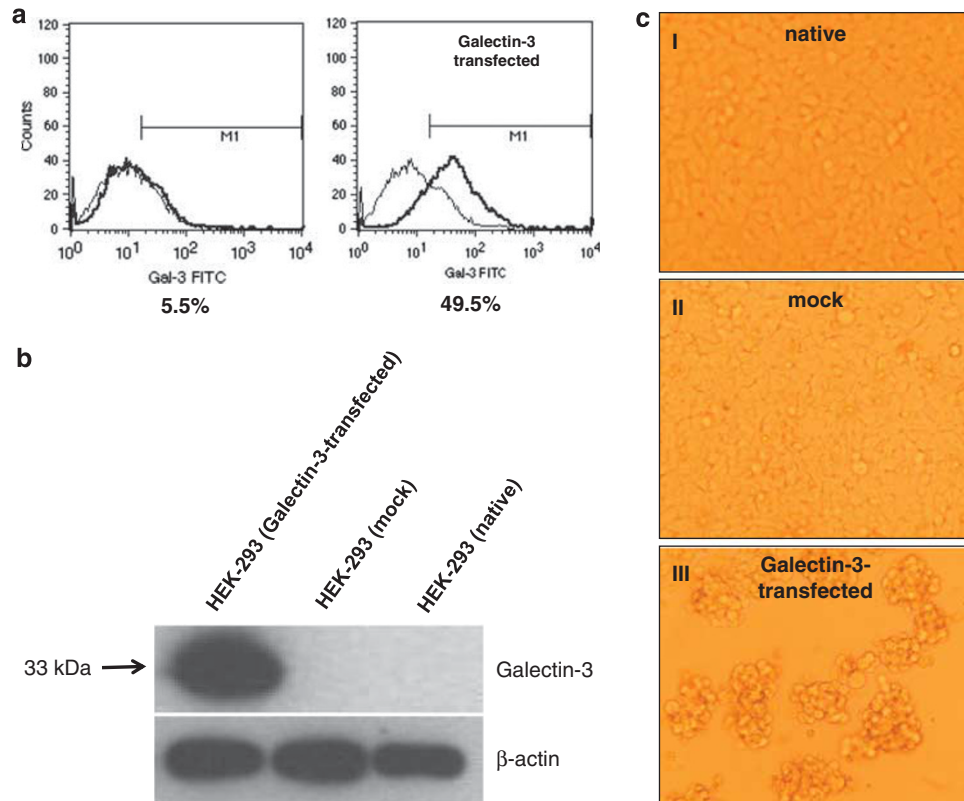 a
120
100
80
60
40
20
0
Counts
M1
10^0 10^1 10^2 10^3 10^4
Gal-3 FITC
5.5%
120
100
80
60
40
20
0
Galectin-3
transfected
M1
10^0 10^1 10^2 10^3 10^4
Gal-3 FITC
49.5%
b
HEK-293 (Galectin-3-transfected)
HEK-293 (mock)
HEK-293 (native)
33 kDa
Galectin-3
β-actin
c
I
native
II
mock
III
Galectin-3-
transfected